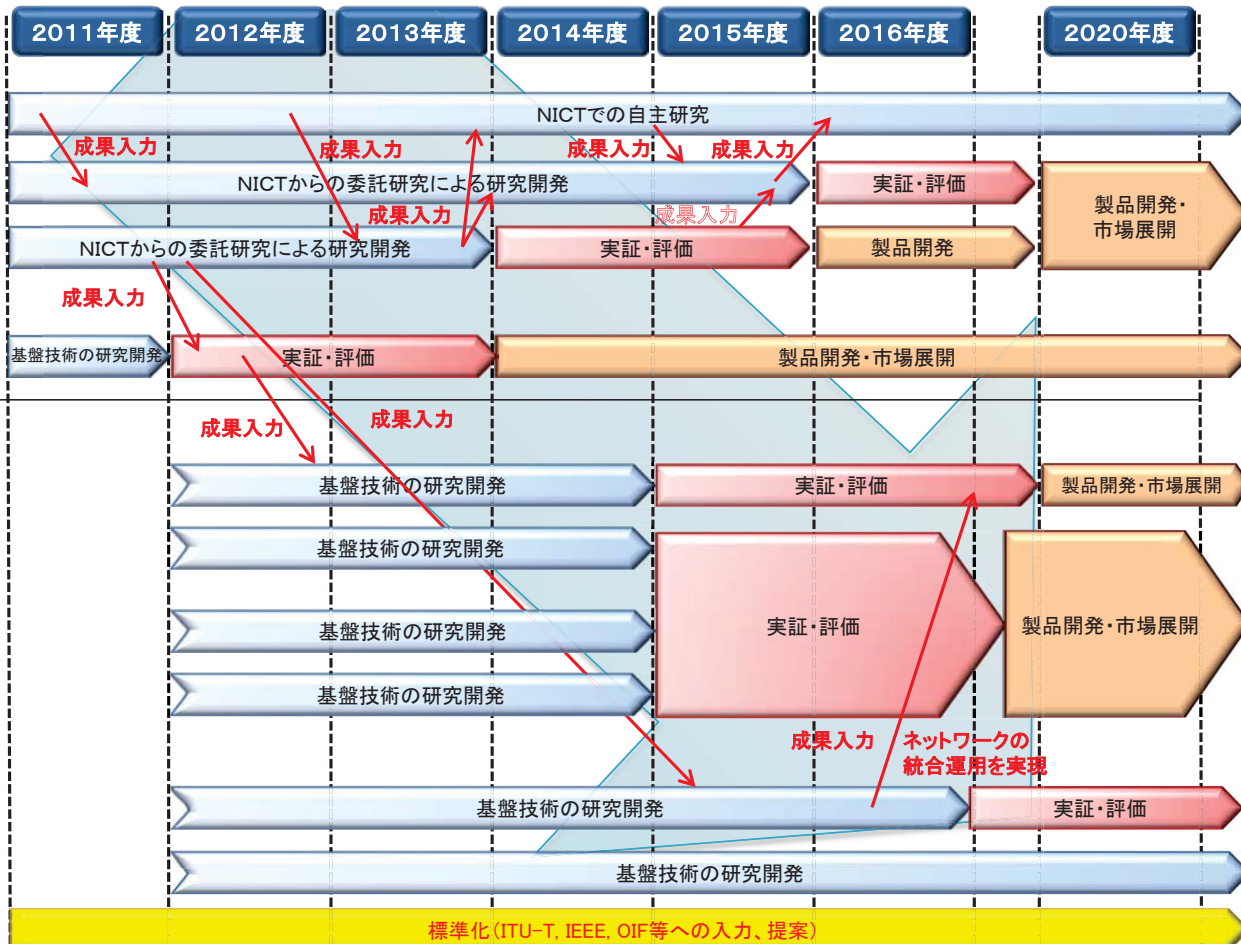 2011年度
2012年度
2013年度
2014年度
2015年度
2016年度
2020年度
NICTでの自主研究
成果入力
成果入力
成果入力
成果入力
NICTからの委託研究による研究開発
実証・評価
製品開発・
市場展開
成果入力
成果入力
NICTからの委託研究による研究開発
実証・評価
製品開発
成果入力
基盤技術の研究開発
実証・評価
製品開発・市場展開
成果入力
成果入力
基盤技術の研究開発
実証・評価
製品開発・市場展開
基盤技術の研究開発
基盤技術の研究開発
実証・評価
製品開発・市場展開
基盤技術の研究開発
成果入力
ネットワークの
統合運用を実現
基盤技術の研究開発
実証・評価
基盤技術の研究開発
標準化(ITU-T, IEEE, OIF等への入力、提案)